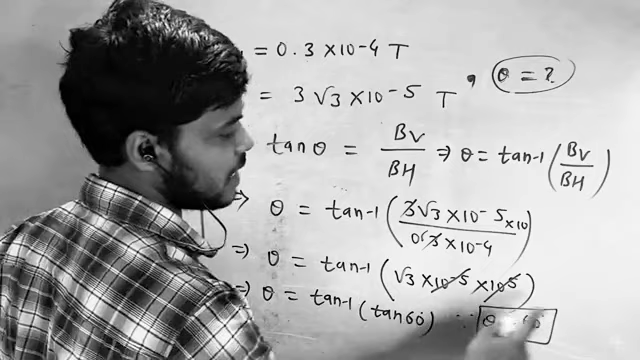 = 0.3 × 10-4 T
= 3√3 × 10-5 T , θ = ?
tan θ = BV/BH ⇒ θ = tan-1 (BV/BH)
⇒ θ = tan-1 (3√3 × 10-5 × 10 / 0.3 × 10-4)
⇒ θ = tan-1 (√3 × 10-5 × 105)
⇒ θ = tan-1 (tan 60) ∵ θ =